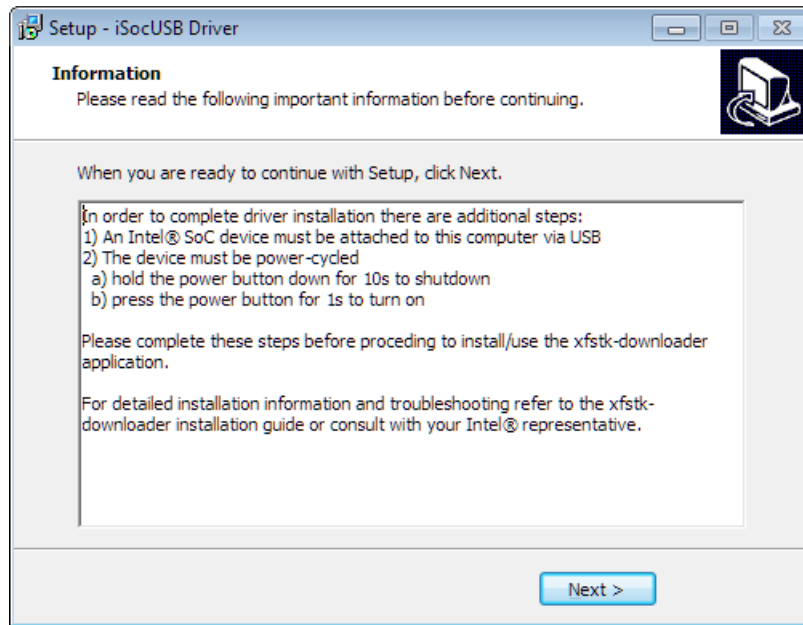 Setup - iSocUSB Driver
Information
Please read the following important information before continuing.
When you are ready to continue with Setup, click Next.
In order to complete driver installation there are additional steps:
1) An Intel® SoC device must be attached to this computer via USB
2) The device must be power-cycled
a) hold the power button down for 10s to shutdown
b) press the power button for 1s to turn on
Please complete these steps before proceding to install/use the xfstk-downloader
application.
For detailed installation information and troubleshooting refer to the xfstk-
downloader installation guide or consult with your Intel® representative.
Next >